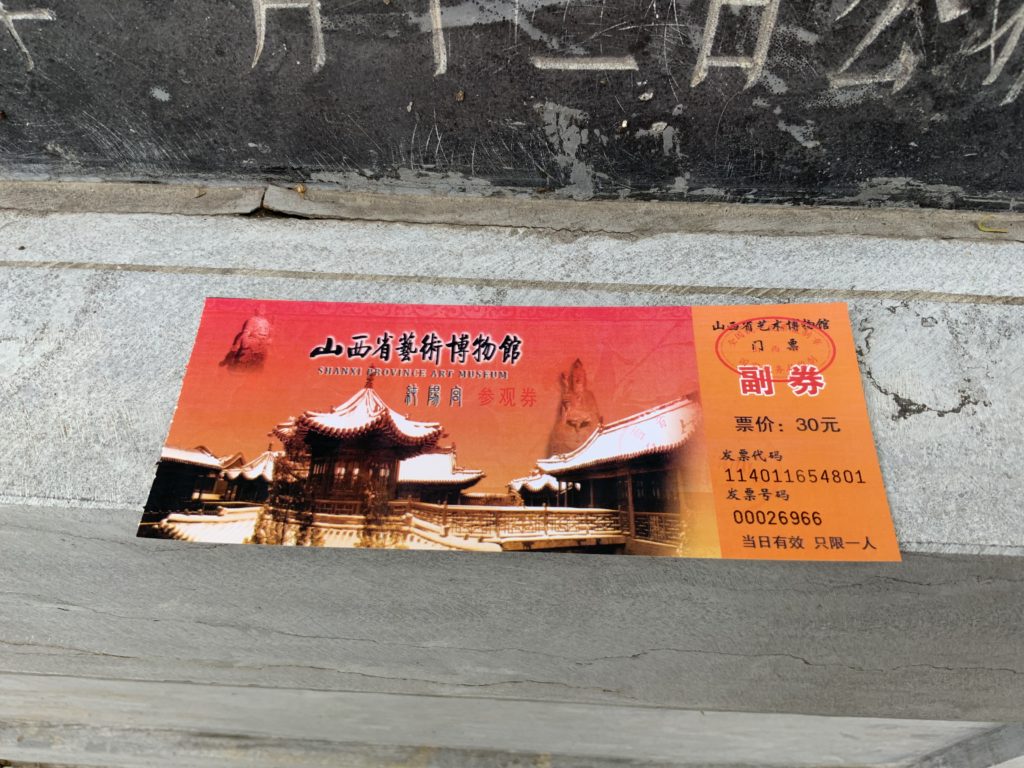 山西省藝術博物館
SHANXI PROVINCE ART MUSEUM
純陽宮 参观券
山西省艺术博物馆
门 票
副券
票价：30元
发票代码
114011654801
发票号码
00026966
当日有效 只限一人